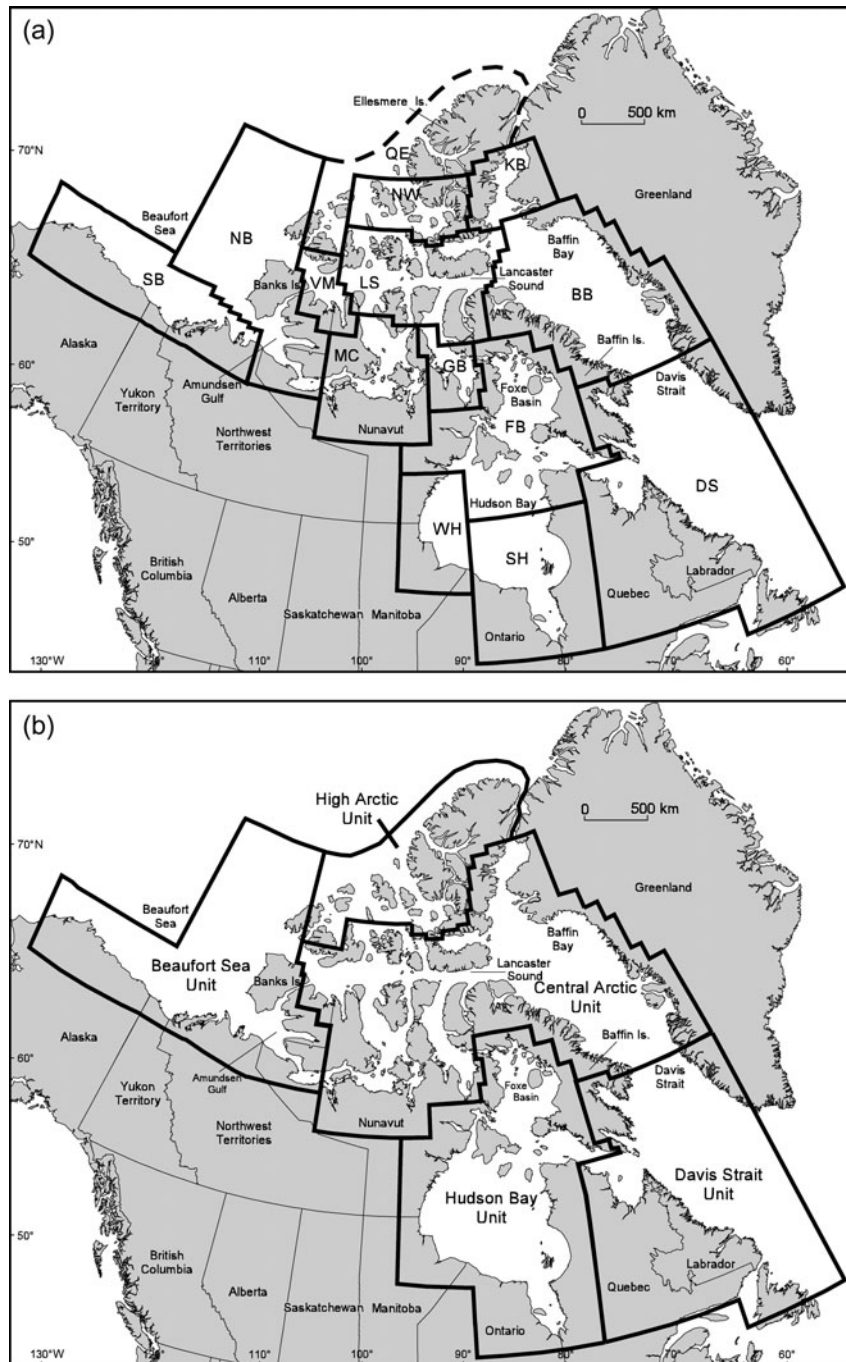 (a)
Ellesmere Is.
0 500 km
70°N
QE
KB
NW
Greenland
Beaufort
Sea
NB
Baffin
Bay
SB
Banks Is.
VM
LS
Lancaster
Sound
BB
Alaska
60°
MC
GB
Baffin Is.
Amundsen
Gulf
Foxe
Basin
Davis
Strait
Yukon
Territory
Nunavut
FB
Northwest
Territories
DS
Hudson Bay
50°
WH
SH
British
Columbia
Alberta
Saskatchewan
Manitoba
Ontario
Quebec
Labrador
130°W
120°
110°
100°
90°
80°
70°
60°
(b)
High Arctic
Unit
0 500 km
70°N
Greenland
Beaufort
Sea
Baffin
Bay
Beaufort Sea
Unit
Banks Is.
Lancaster
Sound
Central Arctic
Unit
Alaska
60°
Baffin Is.
Amundsen
Gulf
Foxe
Basin
Davis
Strait
Yukon
Territory
Nunavut
Northwest
Territories
Davis Strait
Unit
Hudson Bay
Unit
50°
British
Columbia
Alberta
Saskatchewan
Manitoba
Ontario
Quebec
Labrador
130°W
120°
110°
100°
90°
80°
70°
60°